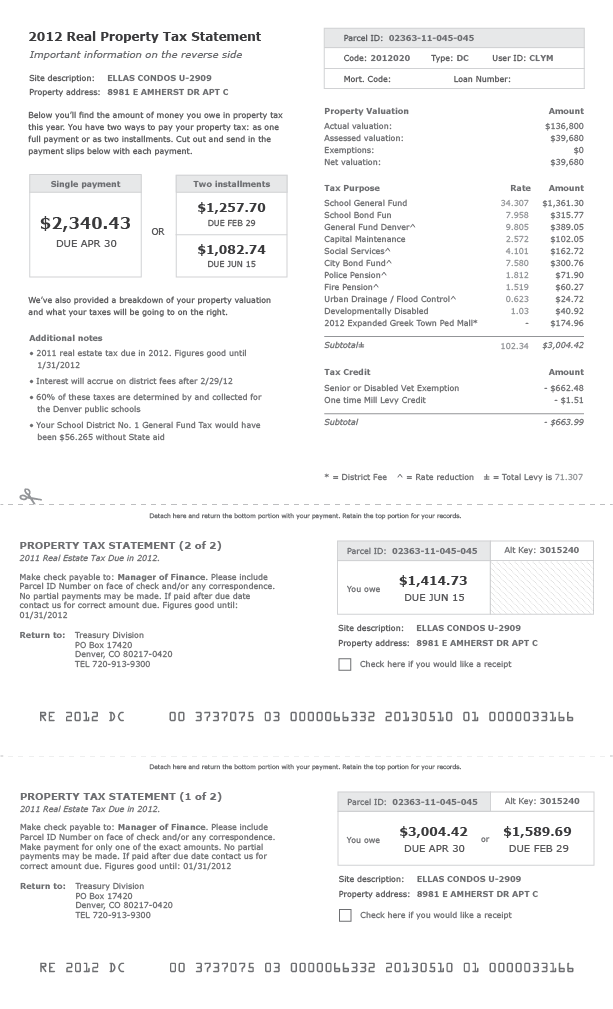 2012 Real Property Tax Statement
Important information on the reverse side
Site description: ELLAS CONDOS U-2909
Property address: 8981 E AMHERST DR APT C
Below you'll find the amount of money you owe in property tax
this year. You have two ways to pay your property tax: as one
full payment or as two installments. Cut out and send in the
payment slips below with each payment.
Single payment
$2,340.43
DUE APR 30
OR
Two installments
$1,257.70
DUE FEB 29
$1,082.74
DUE JUN 15
We've also provided a breakdown of your property valuation
and what your taxes will be going to on the right.
Additional notes
• 2011 real estate tax due in 2012. Figures good until
1/31/2012
• Interest will accrue on district fees after 2/29/12
• 60% of these taxes are determined by and collected for
the Denver public schools
• Your School District No. 1 General Fund Tax would have
been $56.265 without State aid
Parcel ID: 02363-11-045-045
Code: 2012020 Type: DC User ID: CLYM
Mort. Code: Loan Number:
Property Valuation Amount
Actual valuation: $136,800
Assessed valuation: $39,680
Exemptions: $0
Net valuation: $39,680
Tax Purpose Rate Amount
School General Fund 34.307 $1,361.30
School Bond Fun 7.958 $315.77
General Fund Denver^ 9.805 $389.05
Capital Maintenance 2.572 $102.05
Social Services^ 4.101 $162.72
City Bond Fund^ 7.580 $300.76
Police Pension^ 1.812 $71.90
Fire Pension^ 1.519 $60.27
Urban Drainage / Flood Control^ 0.623 $24.72
Developmentally Disabled 1.03 $40.92
2012 Expanded Greek Town Ped Mall* - $174.96
Subtotal⩲ 102.34 $3,004.42
Tax Credit Amount
Senior or Disabled Vet Exemption - $662.48
One time Mill Levy Credit - $1.51
Subtotal - $663.99
* = District Fee ^ = Rate reduction ⩲ = Total Levy is 71.307
Detach here and return the bottom portion with your payment. Retain the top portion for your records.
PROPERTY TAX STATEMENT (2 of 2)
2011 Real Estate Tax Due in 2012.
Make check payable to: Manager of Finance. Please include
Parcel ID Number on face of check and/or any correspondence.
No partial payments may be made. If paid after due date
contact us for correct amount due. Figures good until:
01/31/2012
Return to: Treasury Division
PO Box 17420
Denver, CO 80217-0420
TEL 720-913-9300
Parcel ID: 02363-11-045-045 Alt Key: 3015240
You owe $1,414.73
DUE JUN 15
Site description: ELLAS CONDOS U-2909
Property address: 8981 E AMHERST DR APT C
Check here if you would like a receipt
RE 2012 DC 00 3737075 03 0000066332 20130510 01 0000033166
Detach here and return the bottom portion with your payment. Retain the top portion for your records.
PROPERTY TAX STATEMENT (1 of 2)
2011 Real Estate Tax Due in 2012.
Make check payable to: Manager of Finance. Please include
Parcel ID Number on face of check and/or any correspondence.
Make payment for only one of the exact amounts. No partial
payments may be made. If paid after due date contact us for
correct amount due. Figures good until: 01/31/2012
Return to: Treasury Division
PO Box 17420
Denver, CO 80217-0420
TEL 720-913-9300
Parcel ID: 02363-11-045-045 Alt Key: 3015240
You owe $3,004.42 or $1,589.69
DUE APR 30 DUE FEB 29
Site description: ELLAS CONDOS U-2909
Property address: 8981 E AMHERST DR APT C
Check here if you would like a receipt
RE 2012 DC 00 3737075 03 0000066332 20130510 01 0000033166